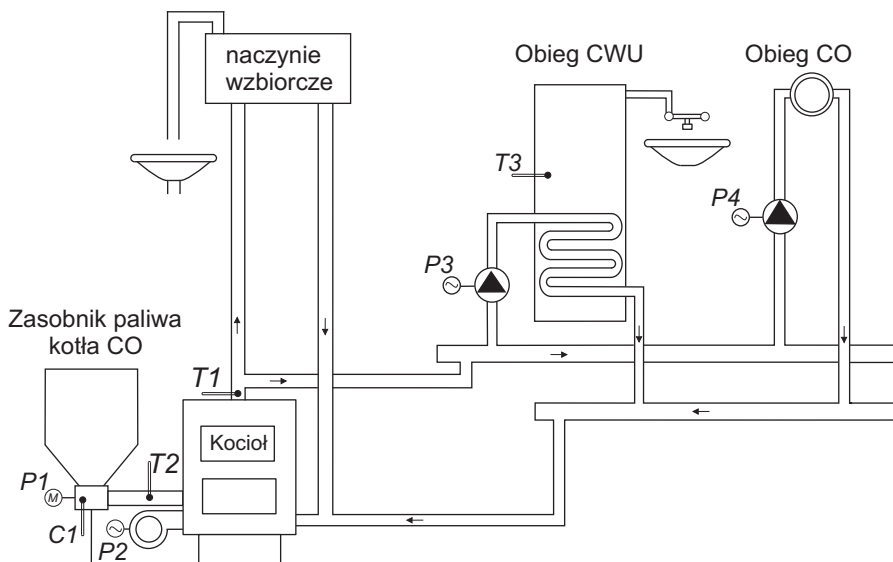 naczynie
wzbiorcze
Obieg CWU
Obieg CO
T3
P4
P3
Zasobnik paliwa
kotła CO
T1
Kocioł
T2
P1
M
C1
P2